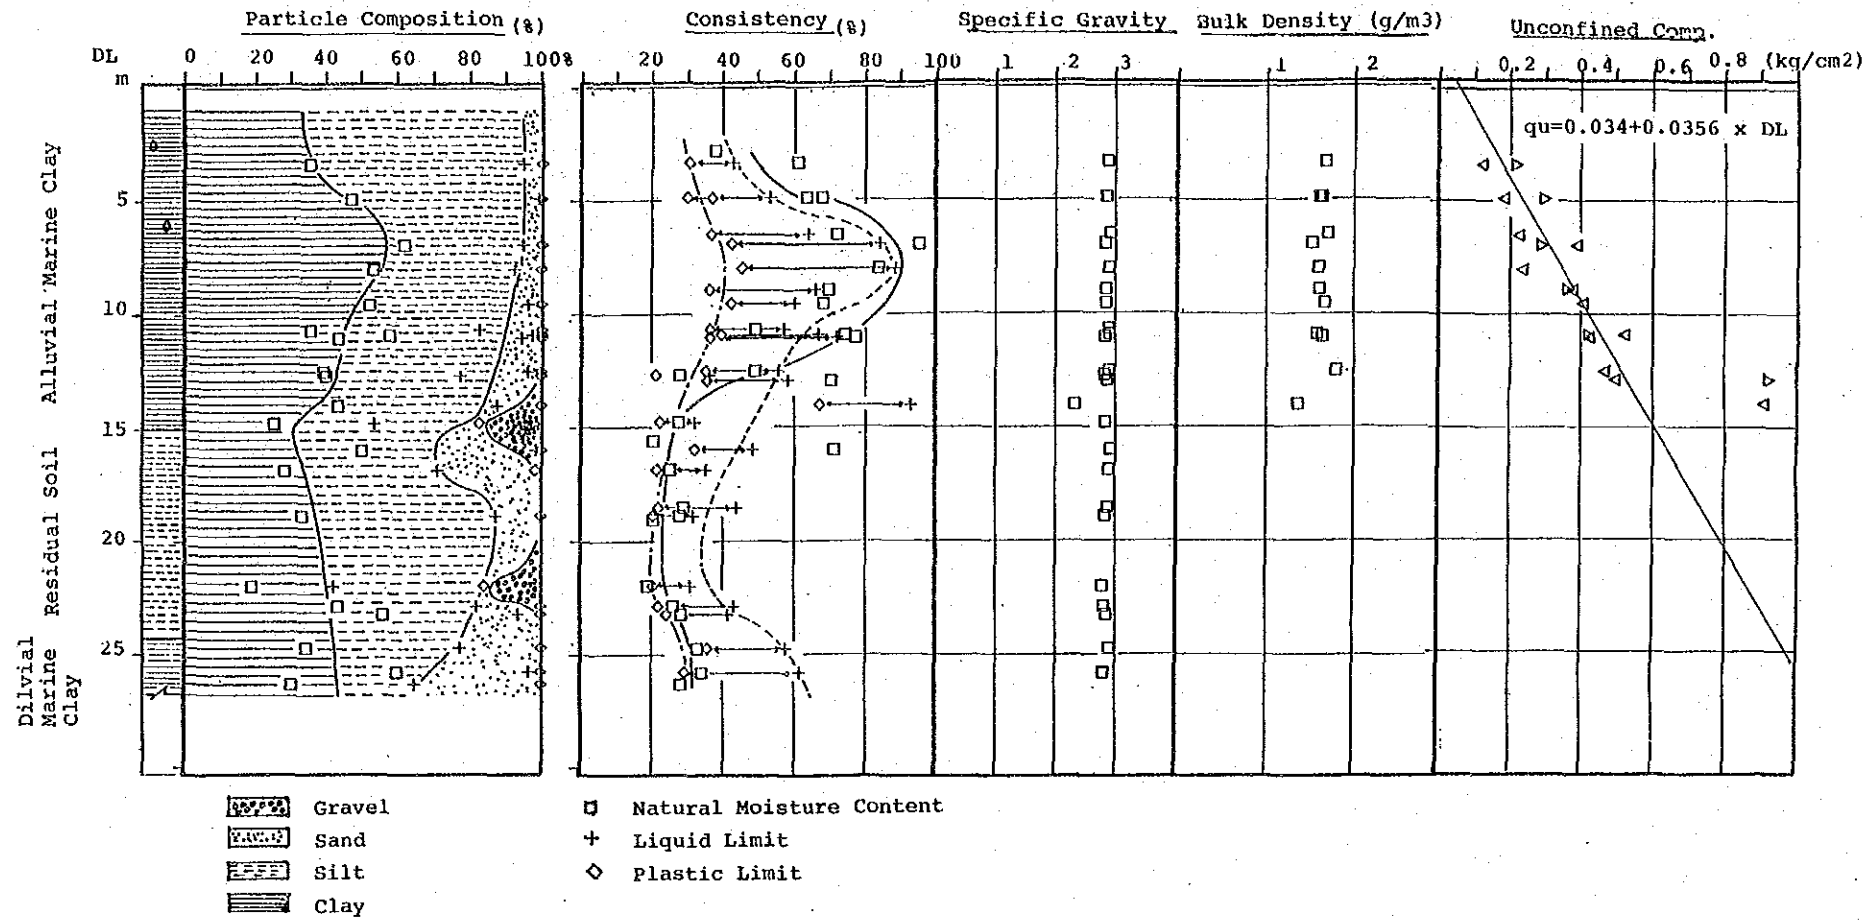 Particle Composition (%)
Consistency (%)
Specific Gravity
Bulk Density (g/m3)
Unconfined Comp.
DL
m
0 20 40 60 80 100%
20 40 60 80 100
1 2 3
1 2
0.2 0.4 0.6 0.8 (kg/cm2)
qu=0.034+0.0356 x DL
5
10
15
20
25
Alluvial Marine Clay
Residual Soil
Dilvial
Marine
Clay
Gravel
Sand
Silt
Clay
Natural Moisture Content
Liquid Limit
Plastic Limit